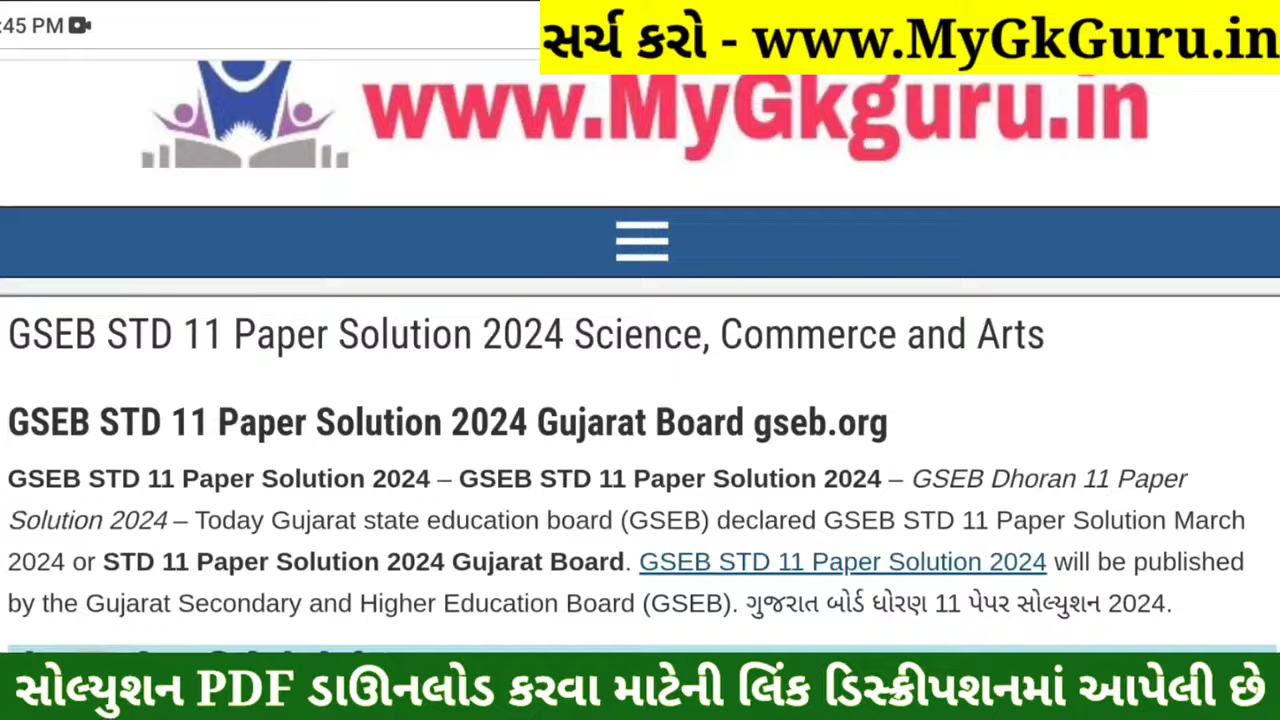 :45 PM
સર્ચ કરો - www.MyGkGuru.in
www.MyGkguru.in
GSEB STD 11 Paper Solution 2024 Science, Commerce and Arts
GSEB STD 11 Paper Solution 2024 Gujarat Board gseb.org
GSEB STD 11 Paper Solution 2024 – GSEB STD 11 Paper Solution 2024 – GSEB Dhoran 11 Paper
Solution 2024 – Today Gujarat state education board (GSEB) declared GSEB STD 11 Paper Solution March
2024 or STD 11 Paper Solution 2024 Gujarat Board. GSEB STD 11 Paper Solution 2024 will be published
by the Gujarat Secondary and Higher Education Board (GSEB). ગુજરાત બોર્ડ ધોરણ 11 પેપર સોલ્યુશન 2024.
સોલ્યુશન PDF ડાઊનલોડ કરવા માટેની લિંક ડિસ્ક્રીપશનમાં આપેલી છે